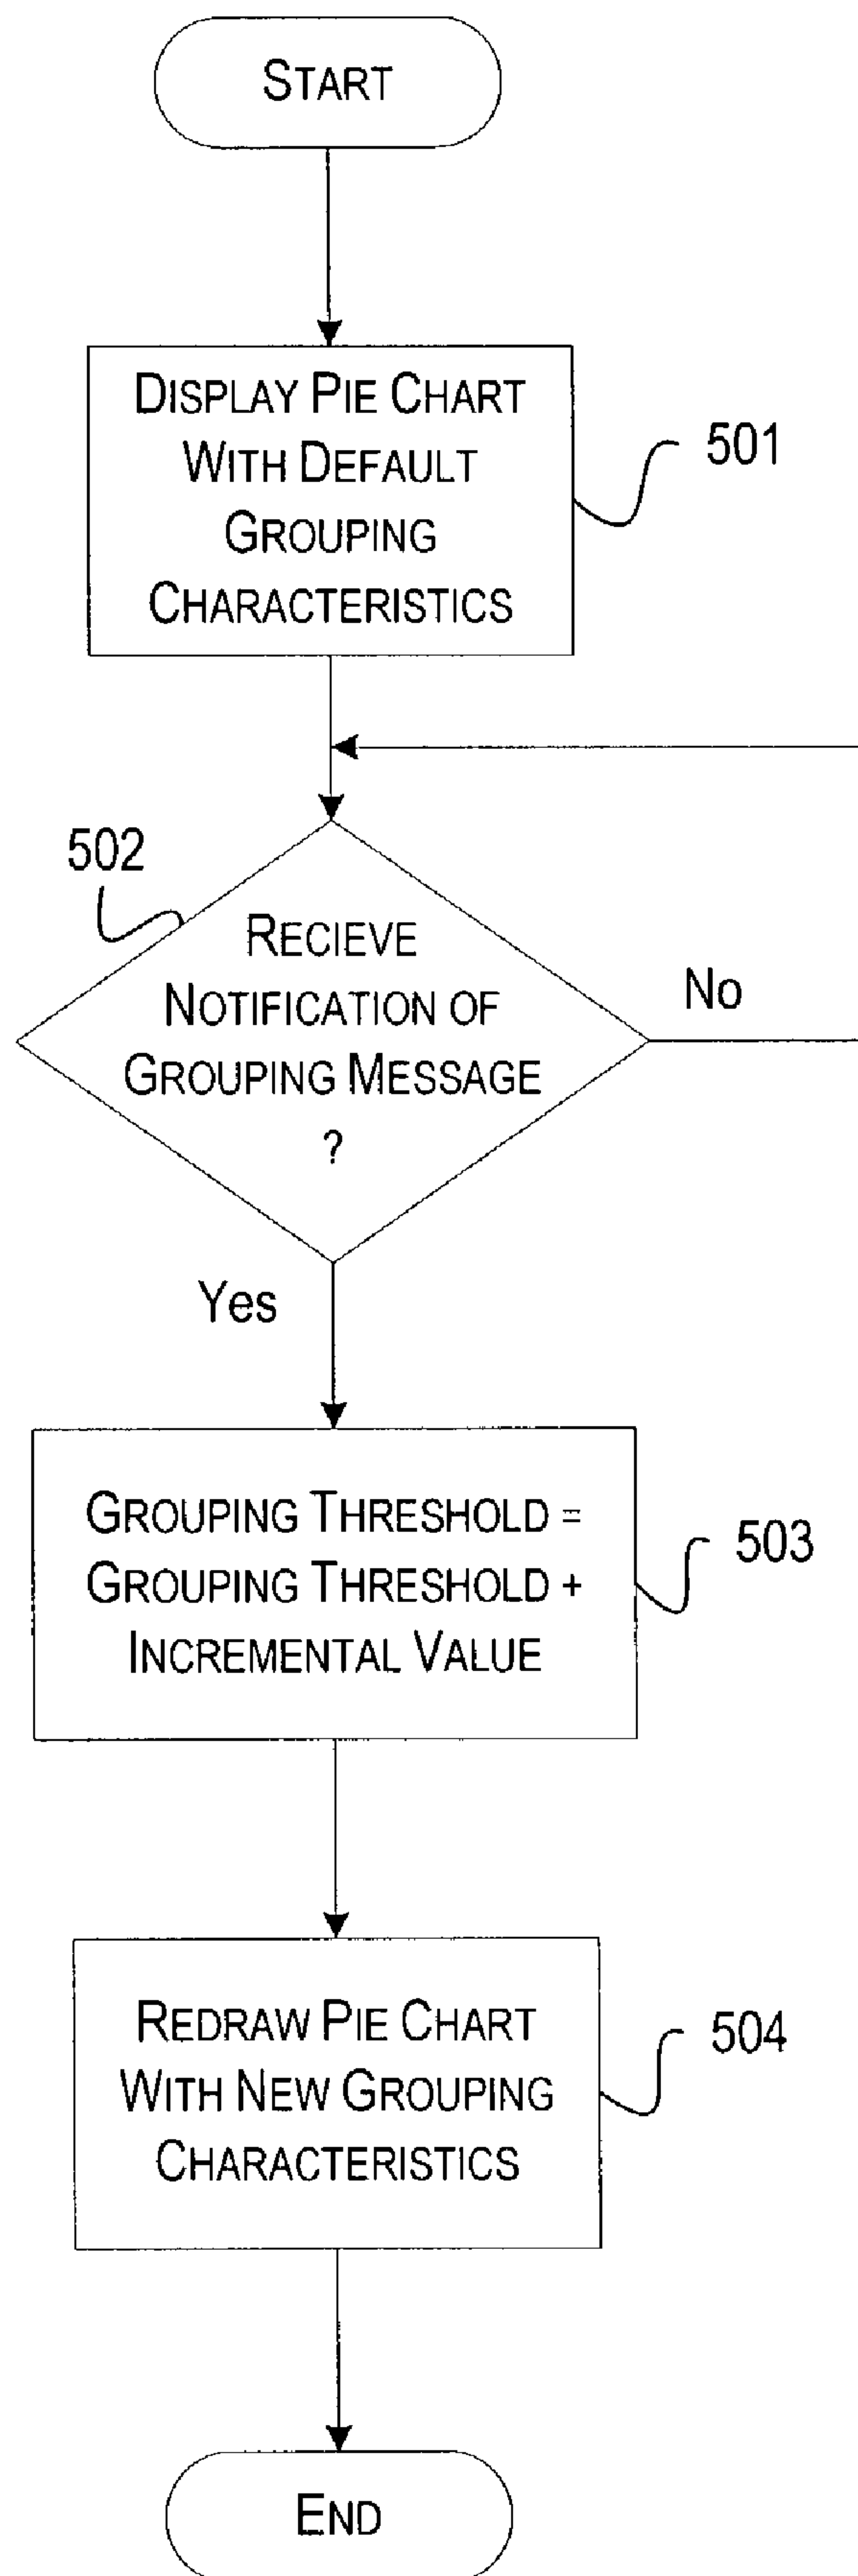 START
DISPLAY PIE CHART
WITH DEFAULT
GROUPING
CHARACTERISTICS
501
502
RECIEVE
NOTIFICATION OF
GROUPING MESSAGE
?
No
Yes
GROUPING THRESHOLD =
GROUPING THRESHOLD +
INCREMENTAL VALUE
503
REDRAW PIE CHART
WITH NEW GROUPING
CHARACTERISTICS
504
END